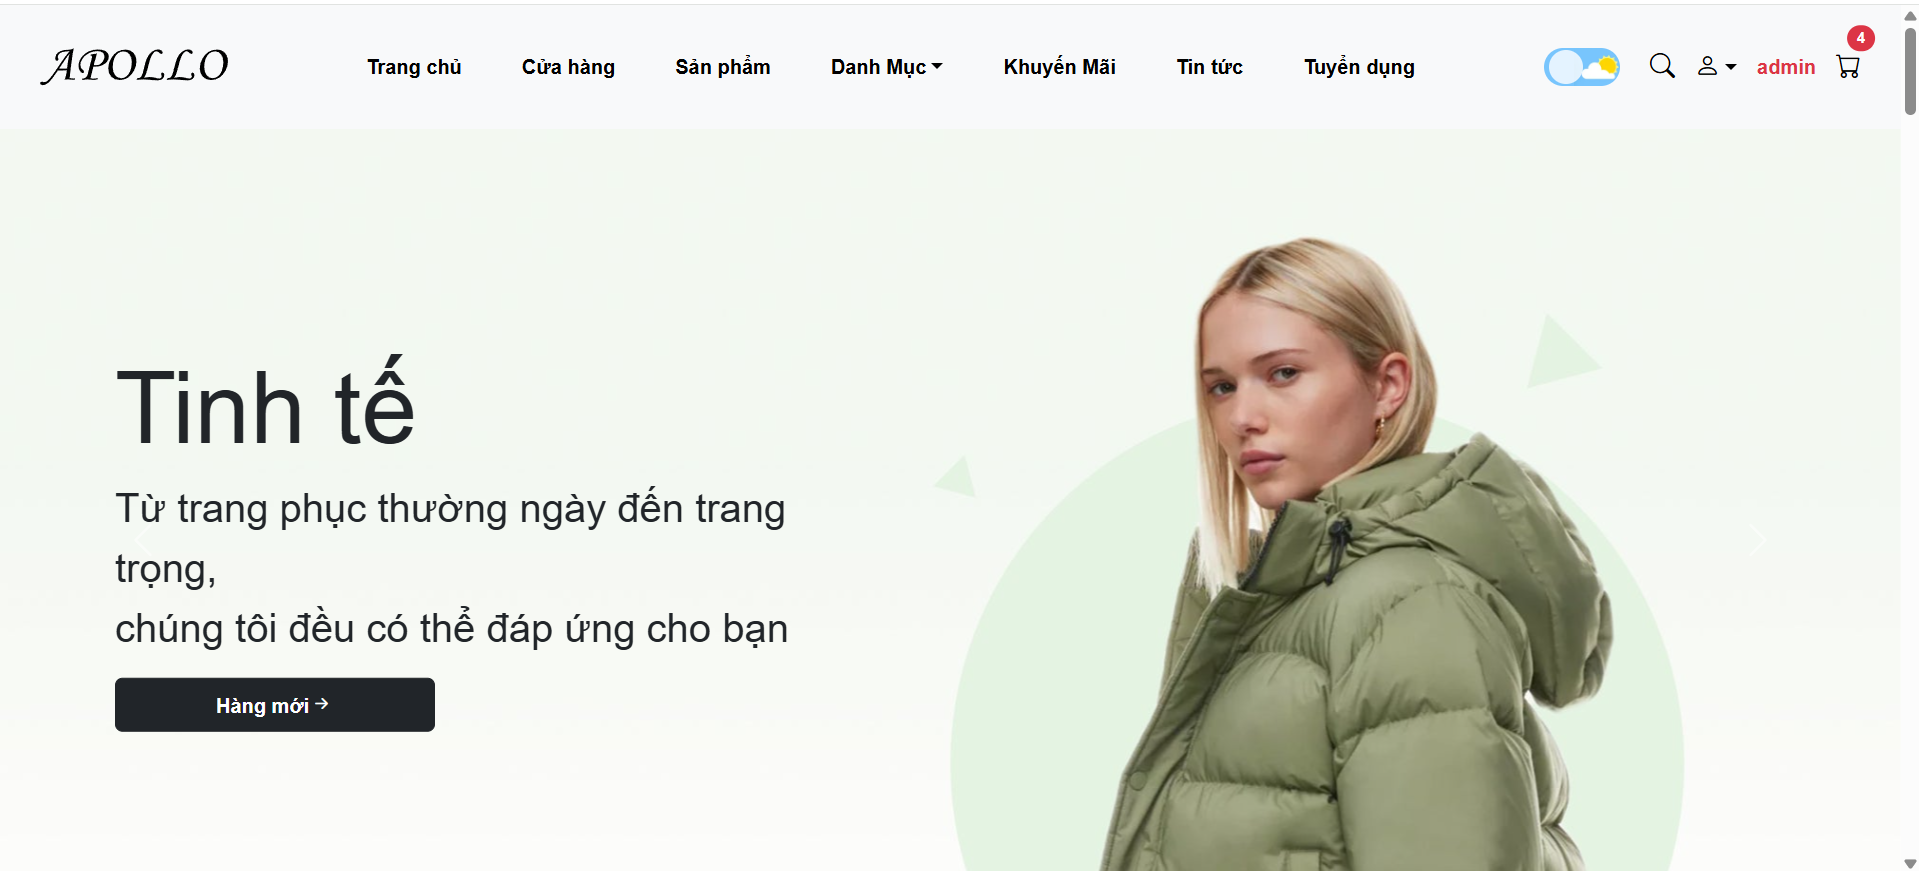 APOLLO
Trang chủ
Cửa hàng
Sản phẩm
Danh Mục
Khuyến Mãi
Tin tức
Tuyển dụng
admin
4
Tinh tế
Từ trang phục thường ngày đến trang
trọng,
chúng tôi đều có thể đáp ứng cho bạn
Hàng mới →